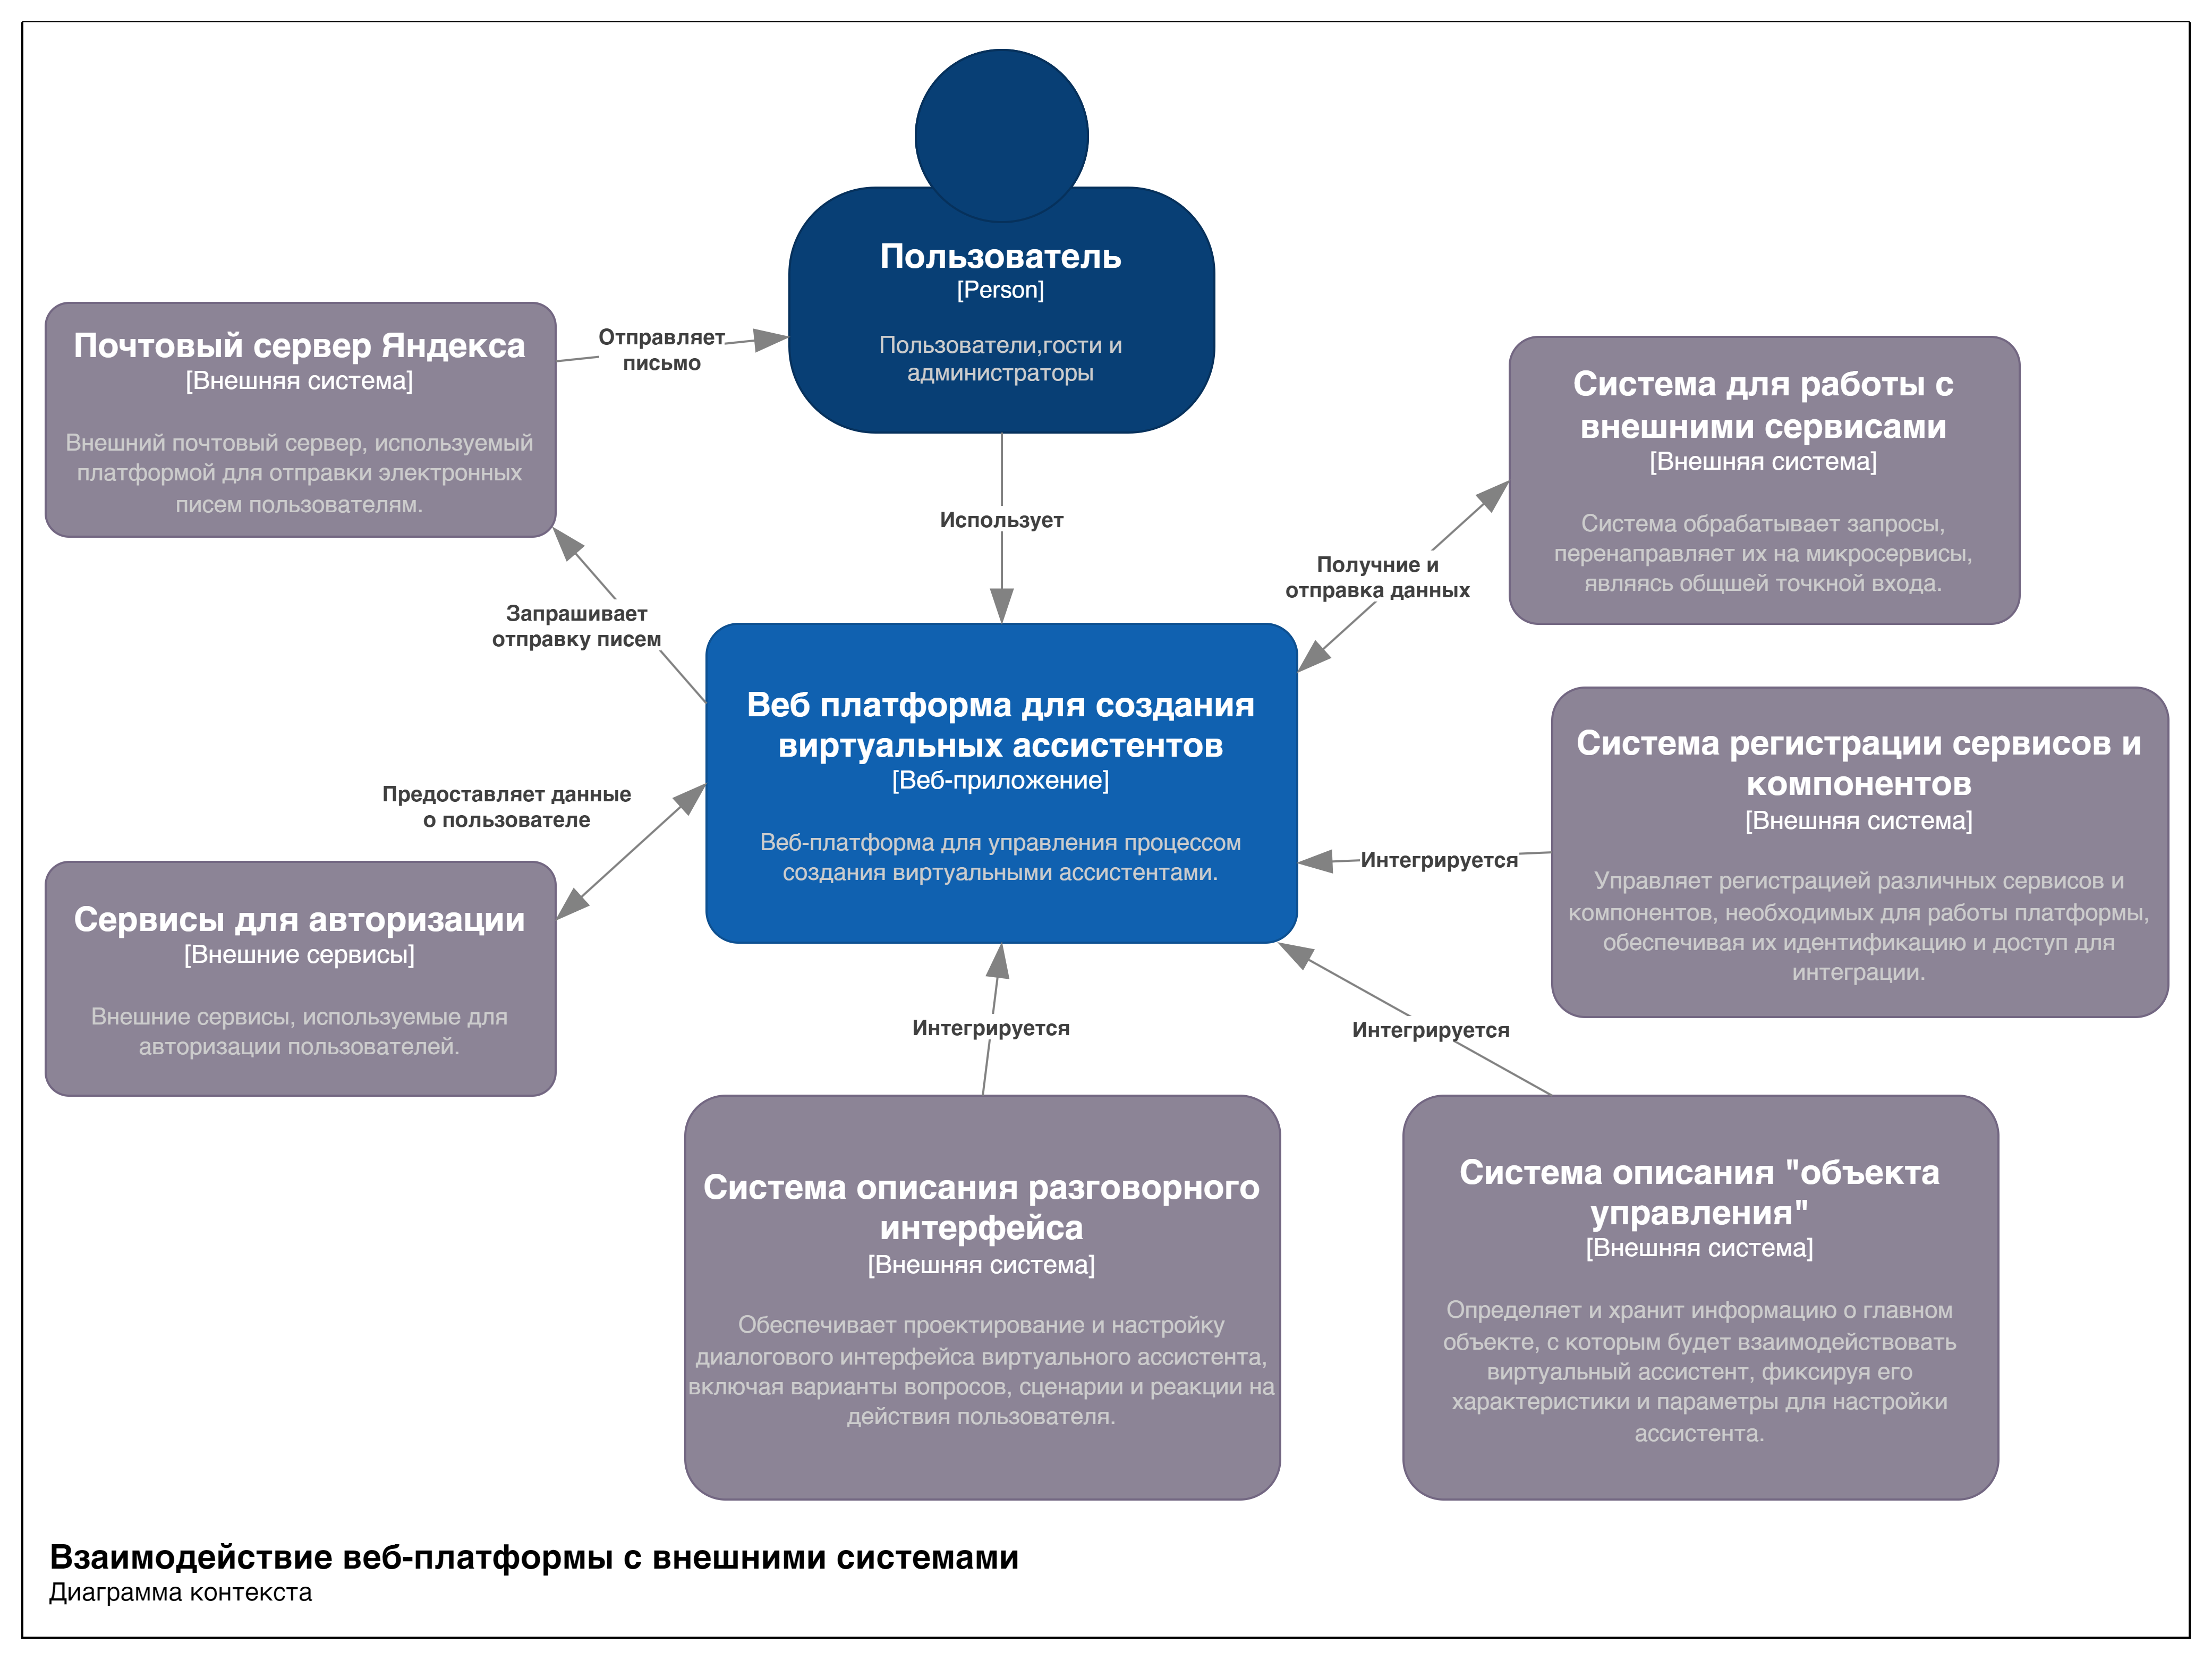 Пользователь
[Person]
Пользователи,гости и
администраторы
Почтовый сервер Яндекса
[Внешняя система]
Внешний почтовый сервер, используемый
платформой для отправки электронных
писем пользователям.
Отправляет
письмо
Система для работы с
внешними сервисами
[Внешняя система]
Система обрабатывает запросы,
перенаправляет их на микросервисы,
являясь общшей точкной входа.
Использует
Получние и
отправка данных
Запрашивает
отправку писем
Веб платформа для создания
виртуальных ассистентов
[Веб-приложение]
Веб-платформа для управления процессом
создания виртуальными ассистентами.
Система регистрации сервисов и
компонентов
[Внешняя система]
Управляет регистрацией различных сервисов и
компонентов, необходимых для работы платформы,
обеспечивая их идентификацию и доступ для
интеграции.
Предоставляет данные
о пользователе
Интегрируется
Сервисы для авторизации
[Внешние сервисы]
Внешние сервисы, используемые для
авторизации пользователей.
Интегрируется
Интегрируется
Система описания разговорного
интерфейса
[Внешняя система]
Обеспечивает проектирование и настройку
диалогового интерфейса виртуального ассистента,
включая варианты вопросов, сценарии и реакции на
действия пользователя.
Система описания "объекта
управления"
[Внешняя система]
Определяет и хранит информацию о главном
объекте, с которым будет взаимодействовать
виртуальный ассистент, фиксируя его
характеристики и параметры для настройки
ассистента.
Взаимодействие веб-платформы с внешними системами
Диаграмма контекста